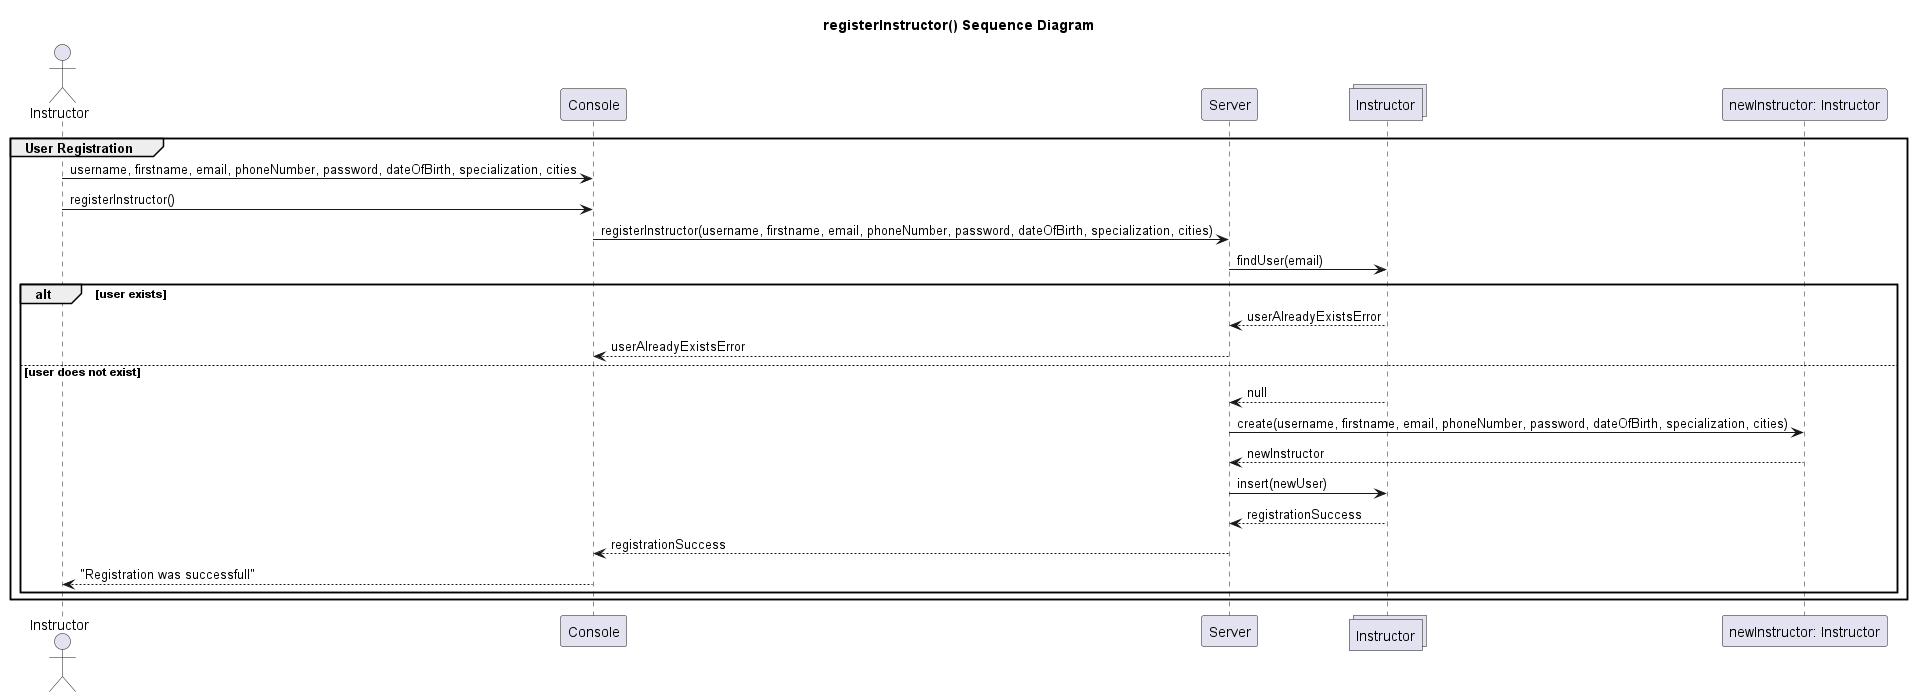 registerInstructor() Sequence Diagram
Instructor
Console
Server
Instructor
newInstructor: Instructor
User Registration
username, firstname, email, phoneNumber, password, dateOfBirth, specialization, cities
registerInstructor()
registerInstructor(username, firstname, email, phoneNumber, password, dateOfBirth, specialization, cities)
findUser(email)
alt [user exists]
userAlreadyExistsError
userAlreadyExistsError
[user does not exist]
null
create(username, firstname, email, phoneNumber, password, dateOfBirth, specialization, cities)
newInstructor
insert(newUser)
registrationSuccess
registrationSuccess
"Registration was successfull"
Instructor
Console
Server
Instructor
newInstructor: Instructor